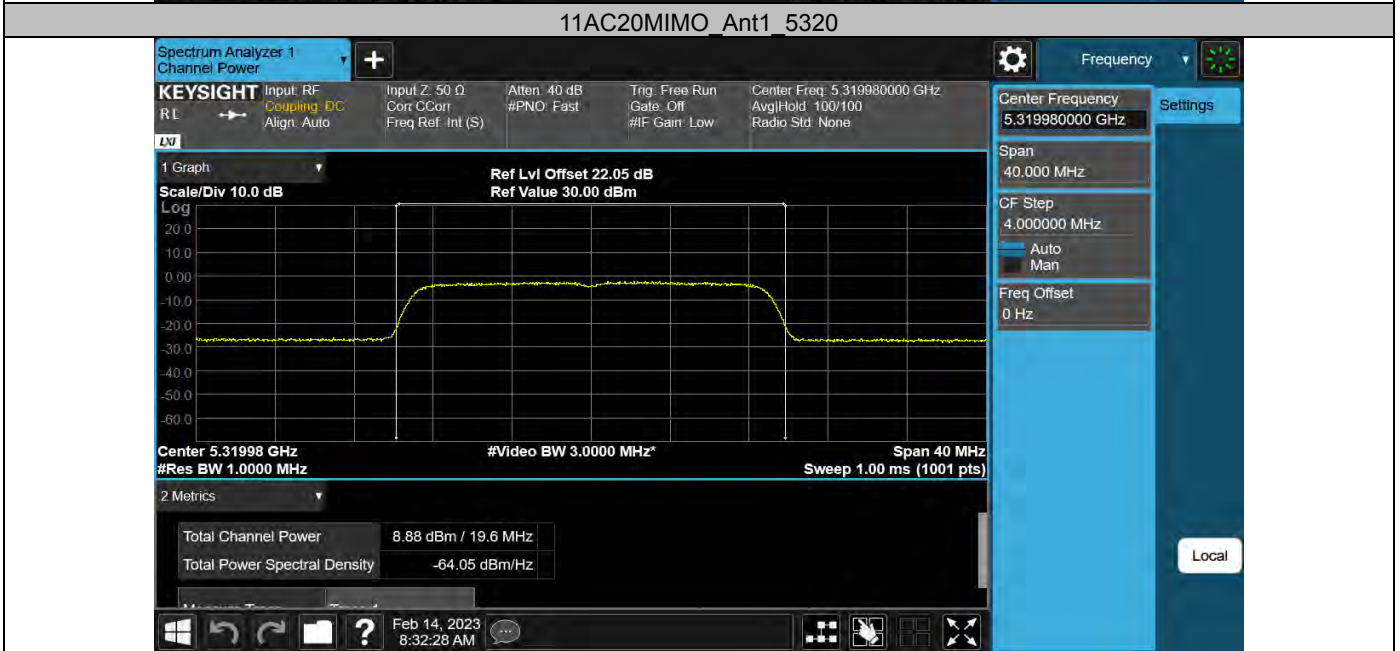 11AC20MIMO_Ant1_5320
Spectrum Analyzer 1
Channel Power
Frequency
KEYSIGHT
R L
LXI
Input: RF
Coupling: DC
Align: Auto
Input Z: 50 Ω
Corr CCorr
Freq Ref: Int (S)
Atten: 40 dB
#PNO: Fast
Trig: Free Run
Gate: Off
#IF Gain: Low
Center Freq: 5.319980000 GHz
Avg|Hold: 100/100
Radio Std: None
Center Frequency
5.319980000 GHz
Settings
Span
40.000 MHz
CF Step
4.000000 MHz
Auto
Man
Freq Offset
0 Hz
Local
1 Graph
Scale/Div 10.0 dB
Ref Lvl Offset 22.05 dB
Ref Value 30.00 dBm
Log
20.0
10.0
0.00
-10.0
-20.0
-30.0
-40.0
-50.0
-60.0
Center 5.31998 GHz
#Video BW 3.0000 MHz*
Span 40 MHz
#Res BW 1.0000 MHz
Sweep 1.00 ms (1001 pts)
2 Metrics
Total Channel Power 8.88 dBm / 19.6 MHz
Total Power Spectral Density -64.05 dBm/Hz
?
Feb 14, 2023
8:32:28 AM